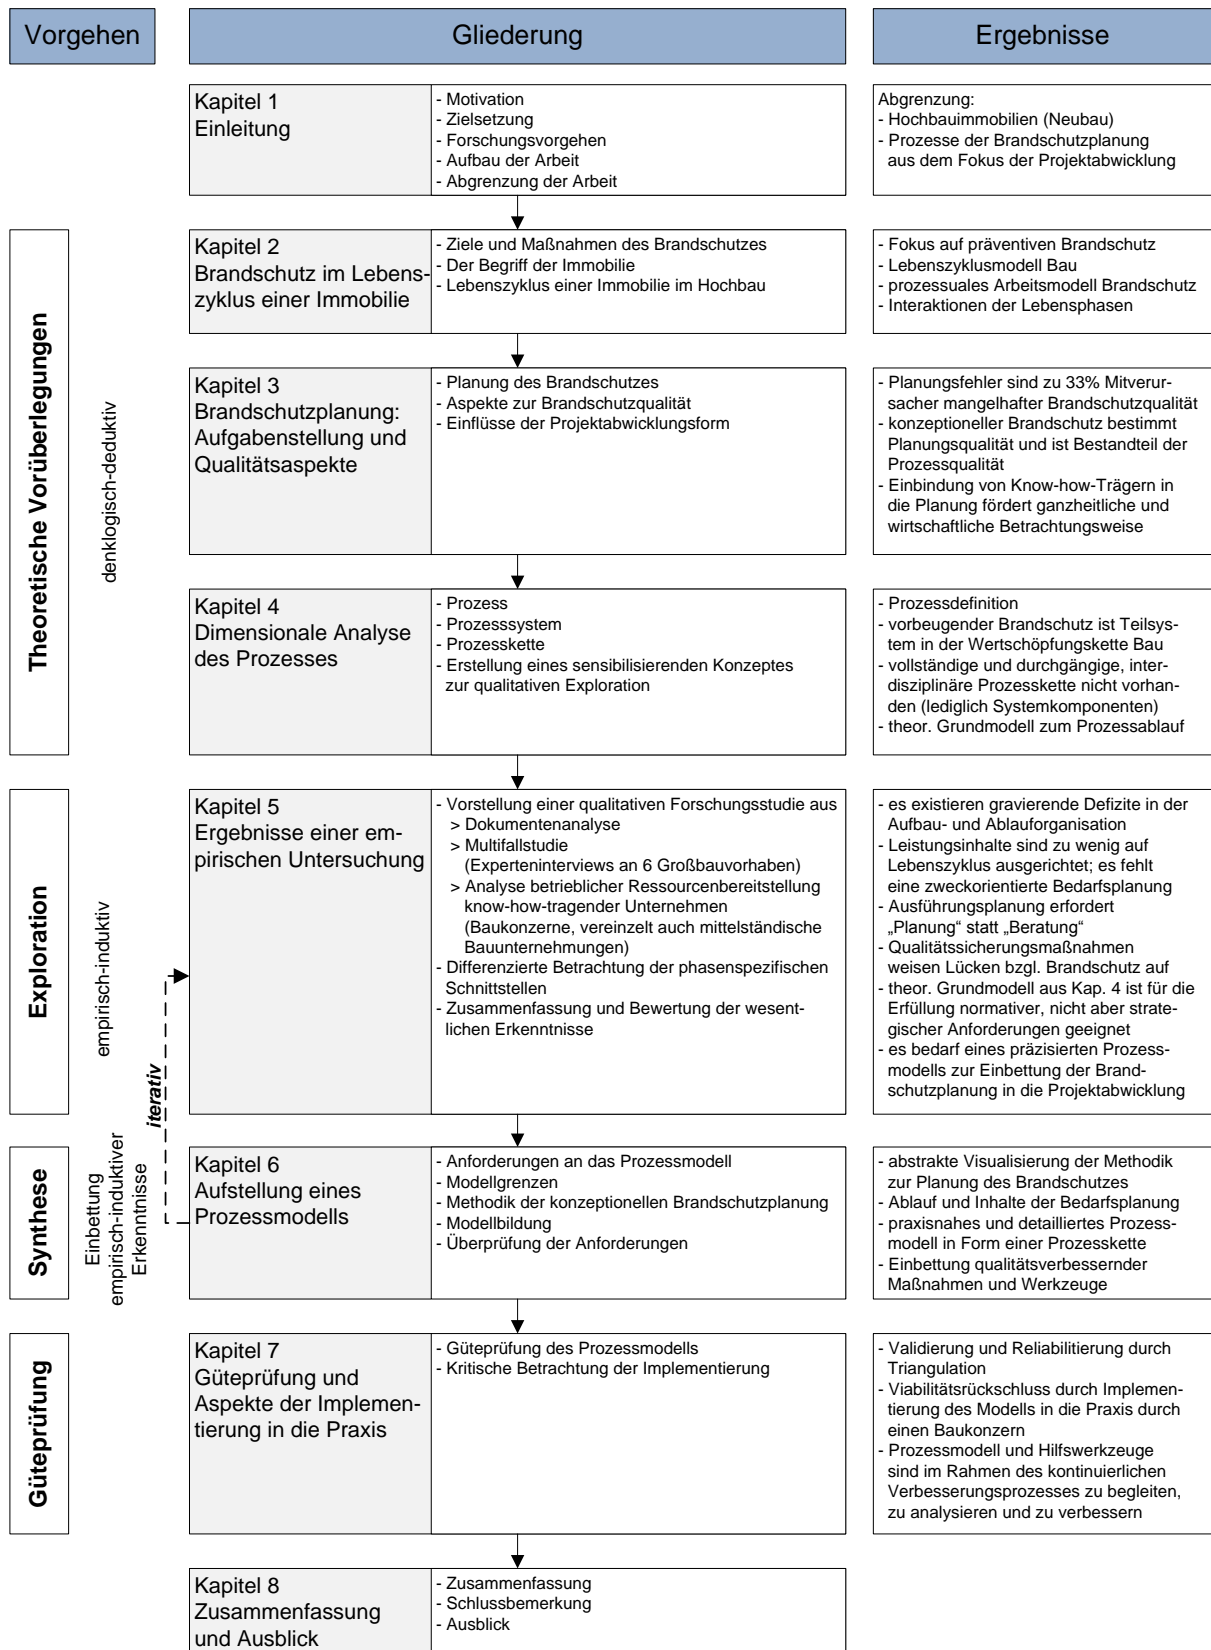 Vorgehen
Gliederung
Ergebnisse
Kapitel 1
Einleitung
- Motivation
- Zielsetzung
- Forschungsvorgehen
- Aufbau der Arbeit
- Abgrenzung der Arbeit
Abgrenzung:
- Hochbauimmobilien (Neubau)
- Prozesse der Brandschutzplanung
aus dem Fokus der Projektabwicklung
Theoretische Vorüberlegungen
denklogisch-deduktiv
Kapitel 2
Brandschutz im Lebens-
zyklus einer Immobilie
- Ziele und Maßnahmen des Brandschutzes
- Der Begriff der Immobilie
- Lebenszyklus einer Immobilie im Hochbau
- Fokus auf präventiven Brandschutz
- Lebenszyklusmodell Bau
- prozessuales Arbeitsmodell Brandschutz
- Interaktionen der Lebensphasen
Kapitel 3
Brandschutzplanung:
Aufgabenstellung und
Qualitätsaspekte
- Planung des Brandschutzes
- Aspekte zur Brandschutzqualität
- Einflüsse der Projektabwicklungsform
- Planungsfehler sind zu 33% Mitverur-
sacher mangelhafter Brandschutzqualität
- konzeptioneller Brandschutz bestimmt
Planungsqualität und ist Bestandteil der
Prozessqualität
- Einbindung von Know-how-Trägern in
die Planung fördert ganzheitliche und
wirtschaftliche Betrachtungsweise
Kapitel 4
Dimensionale Analyse
des Prozesses
- Prozess
- Prozesssystem
- Prozesskette
- Erstellung eines sensibilisierenden Konzeptes
zur qualitativen Exploration
- Prozessdefinition
- vorbeugender Brandschutz ist Teilsys-
tem in der Wertschöpfungskette Bau
- vollständige und durchgängige, inter-
disziplinäre Prozesskette nicht vorhan-
den (lediglich Systemkomponenten)
- theor. Grundmodell zum Prozessablauf
Exploration
empirisch-induktiv
Kapitel 5
Ergebnisse einer em-
pirischen Untersuchung
- Vorstellung einer qualitativen Forschungsstudie aus
> Dokumentenanalyse
> Multifallstudie
(Experteninterviews an 6 Großbauvorhaben)
> Analyse betrieblicher Ressourcenbereitstellung
know-how-tragender Unternehmen
(Baukonzerne, vereinzelt auch mittelständische
Bauunternehmungen)
- Differenzierte Betrachtung der phasenspezifischen
Schnittstellen
- Zusammenfassung und Bewertung der wesent-
lichen Erkenntnisse
- es existieren gravierende Defizite in der
Aufbau- und Ablauforganisation
- Leistungsinhalte sind zu wenig auf
Lebenszyklus ausgerichtet; es fehlt
eine zweckorientierte Bedarfsplanung
- Ausführungsplanung erfordert
„Planung“ statt „Beratung“
- Qualitätssicherungsmaßnahmen
weisen Lücken bzgl. Brandschutz auf
- theor. Grundmodell aus Kap. 4 ist für die
Erfüllung normativer, nicht aber strate-
gischer Anforderungen geeignet
- es bedarf eines präzisierten Prozess-
modells zur Einbettung der Brand-
schutzplanung in die Projektabwicklung
iterativ
Synthese
Einbettung
empirisch-induktiver
Erkenntnisse
Kapitel 6
Aufstellung eines
Prozessmodells
- Anforderungen an das Prozessmodell
- Modellgrenzen
- Methodik der konzeptionellen Brandschutzplanung
- Modellbildung
- Überprüfung der Anforderungen
- abstrakte Visualisierung der Methodik
zur Planung des Brandschutzes
- Ablauf und Inhalte der Bedarfsplanung
- praxisnahes und detailliertes Prozess-
modell in Form einer Prozesskette
- Einbettung qualitätsverbessernder
Maßnahmen und Werkzeuge
Güteprüfung
Kapitel 7
Güteprüfung und
Aspekte der Implemen-
tierung in die Praxis
- Güteprüfung des Prozessmodells
- Kritische Betrachtung der Implementierung
- Validierung und Reliabilitierung durch
Triangulation
- Viabilitätsrückschluss durch Implemen-
tierung des Modells in die Praxis durch
einen Baukonzern
- Prozessmodell und Hilfswerkzeuge
sind im Rahmen des kontinuierlichen
Verbesserungsprozesses zu begleiten,
zu analysieren und zu verbessern
Kapitel 8
Zusammenfassung
und Ausblick
- Zusammenfassung
- Schlussbemerkung
- Ausblick